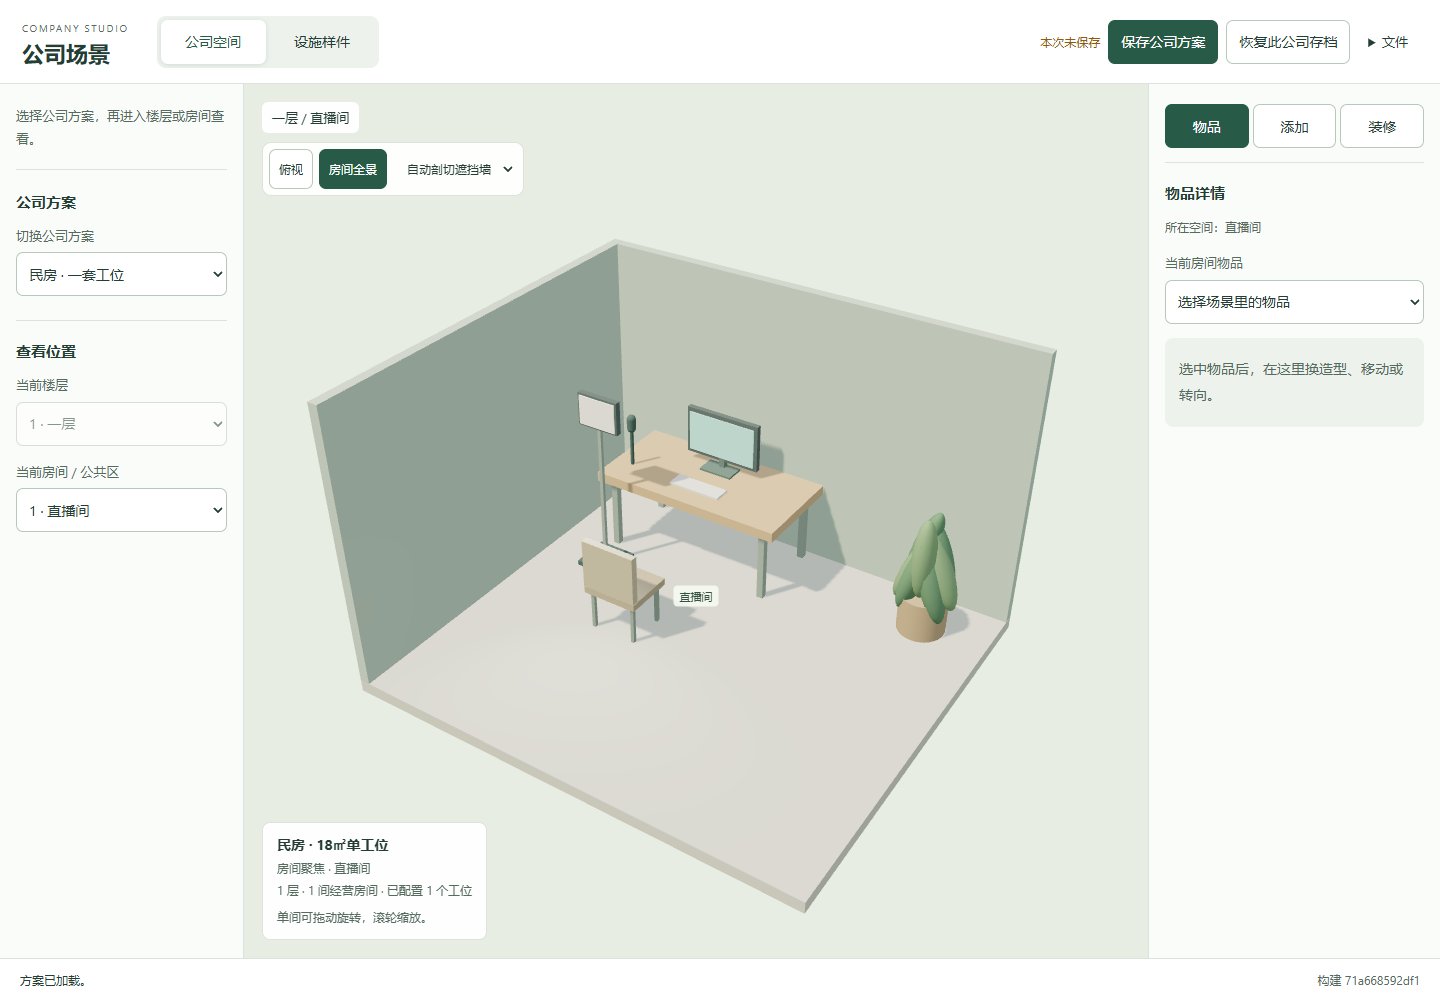 COMPANY STUDIO
公司场景
公司空间
设施样件
本次未保存
保存公司方案
恢复此公司存档
文件
选择公司方案，再进入楼层或房间查
看。
公司方案
切换公司方案
民房 · 一套工位
查看位置
当前楼层
1 · 一层
当前房间 / 公共区
1 · 直播间
一层 / 直播间
俯视
房间全景
自动剖切遮挡墙
直播间
民房 · 18㎡单工位
房间聚焦 · 直播间
1 层 · 1 间经营房间 · 已配置 1 个工位
单间可拖动旋转，滚轮缩放。
物品
添加
装修
物品详情
所在空间：直播间
当前房间物品
选择场景里的物品
选中物品后，在这里换造型、移动或
转向。
方案已加载。
构建 71a668592df1